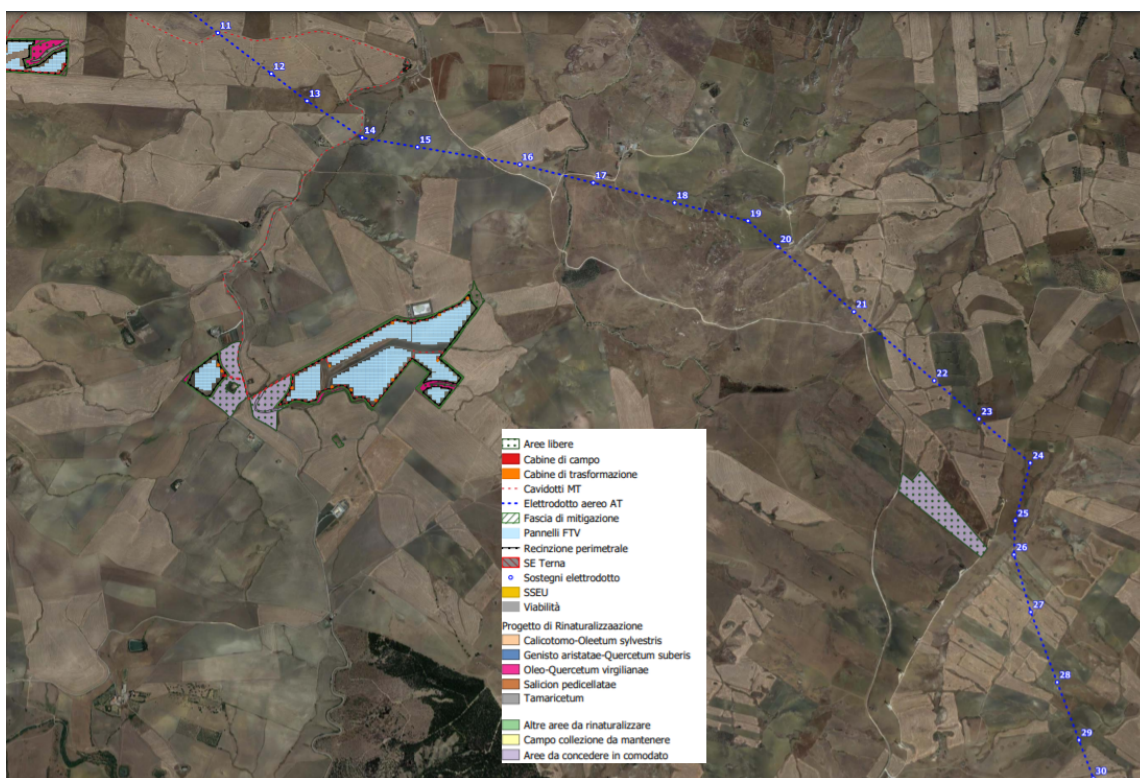 11
12
13
14
15
16
17
18
19
20
21
22
23
24
25
26
27
28
29
30
Aree libere
Cabine di campo
Cabine di trasformazione
Cavidotti MT
Elettrodotto aereo AT
Fascia di mitigazione
Pannelli FTV
Recinzione perimetrale
SE Terna
Sostegni elettrodotto
SSEU
Viabilità
Progetto di Rinaturalizzaazione
Calicotomo-Oleetum sylvestris
Genisto aristatae-Quercetum suberis
Oleo-Quercetum virgilianae
Salicion pedicellatae
Tamaricetum
Altre aree da rinaturalizzare
Campo collezione da mantenere
Aree da concedere in comodato